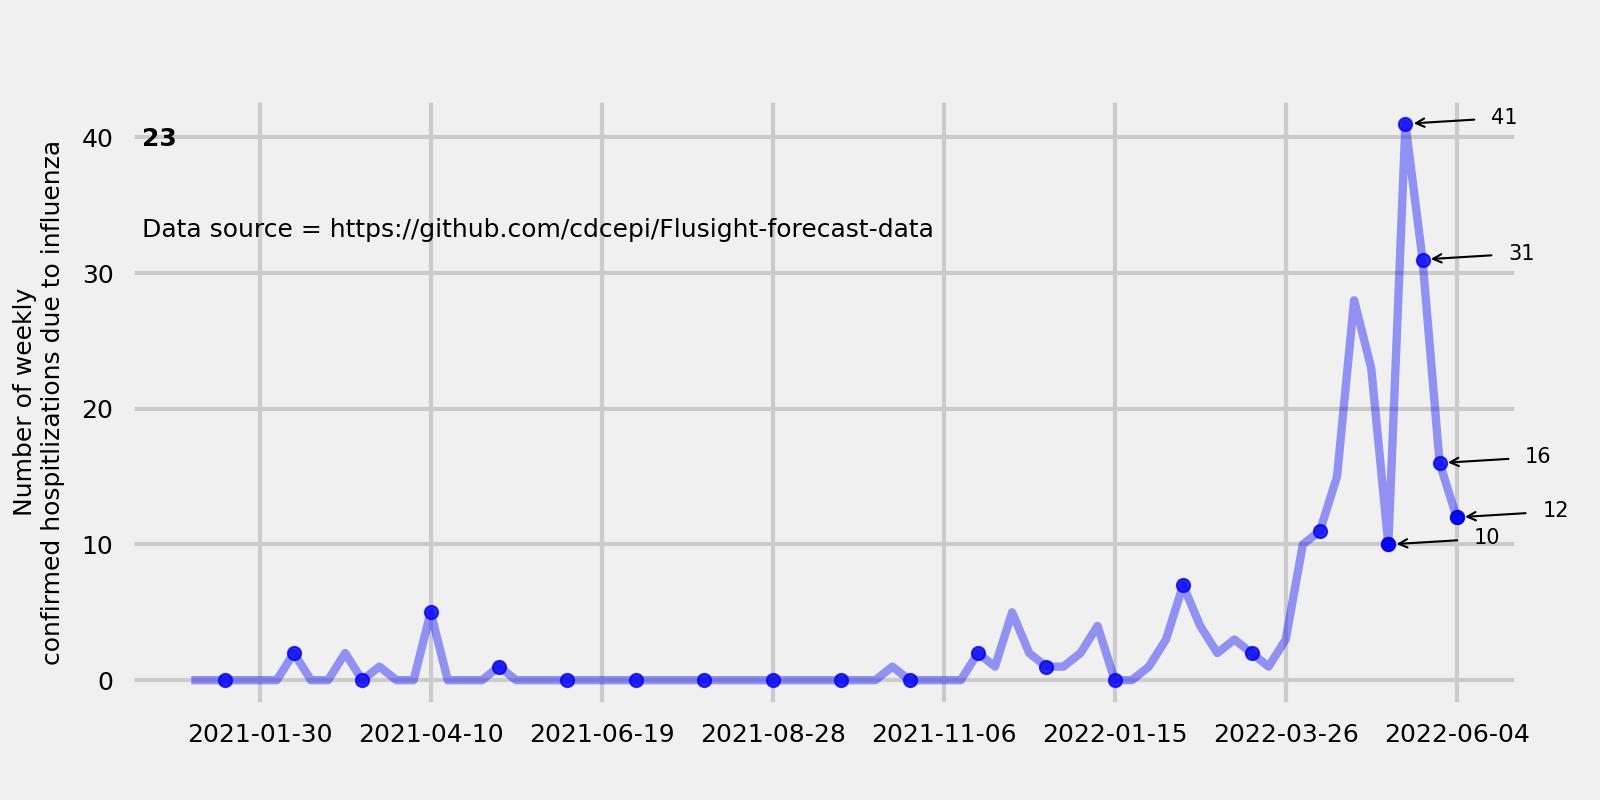 Number of weekly
confirmed hospitlizations due to influenza
40
30
20
10
0
23
Data source = https://github.com/cdcepi/Flusight-forecast-data
41
31
16
12
10
2021-01-30 2021-04-10 2021-06-19 2021-08-28 2021-11-06 2022-01-15 2022-03-26 2022-06-04